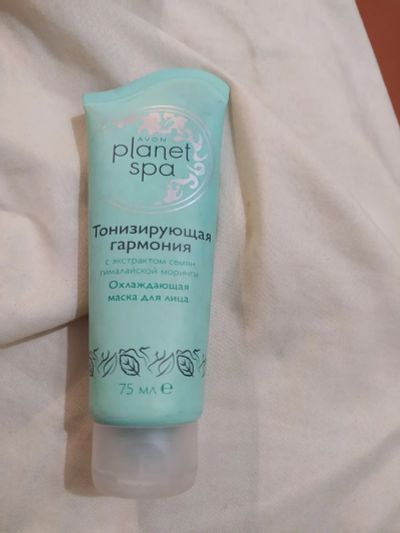 AVON
planet
spa
Тонизирующая
гармония
с экстрактом семян
гималайской моринги
Охлаждающая
маска для лица
75 мл ℮